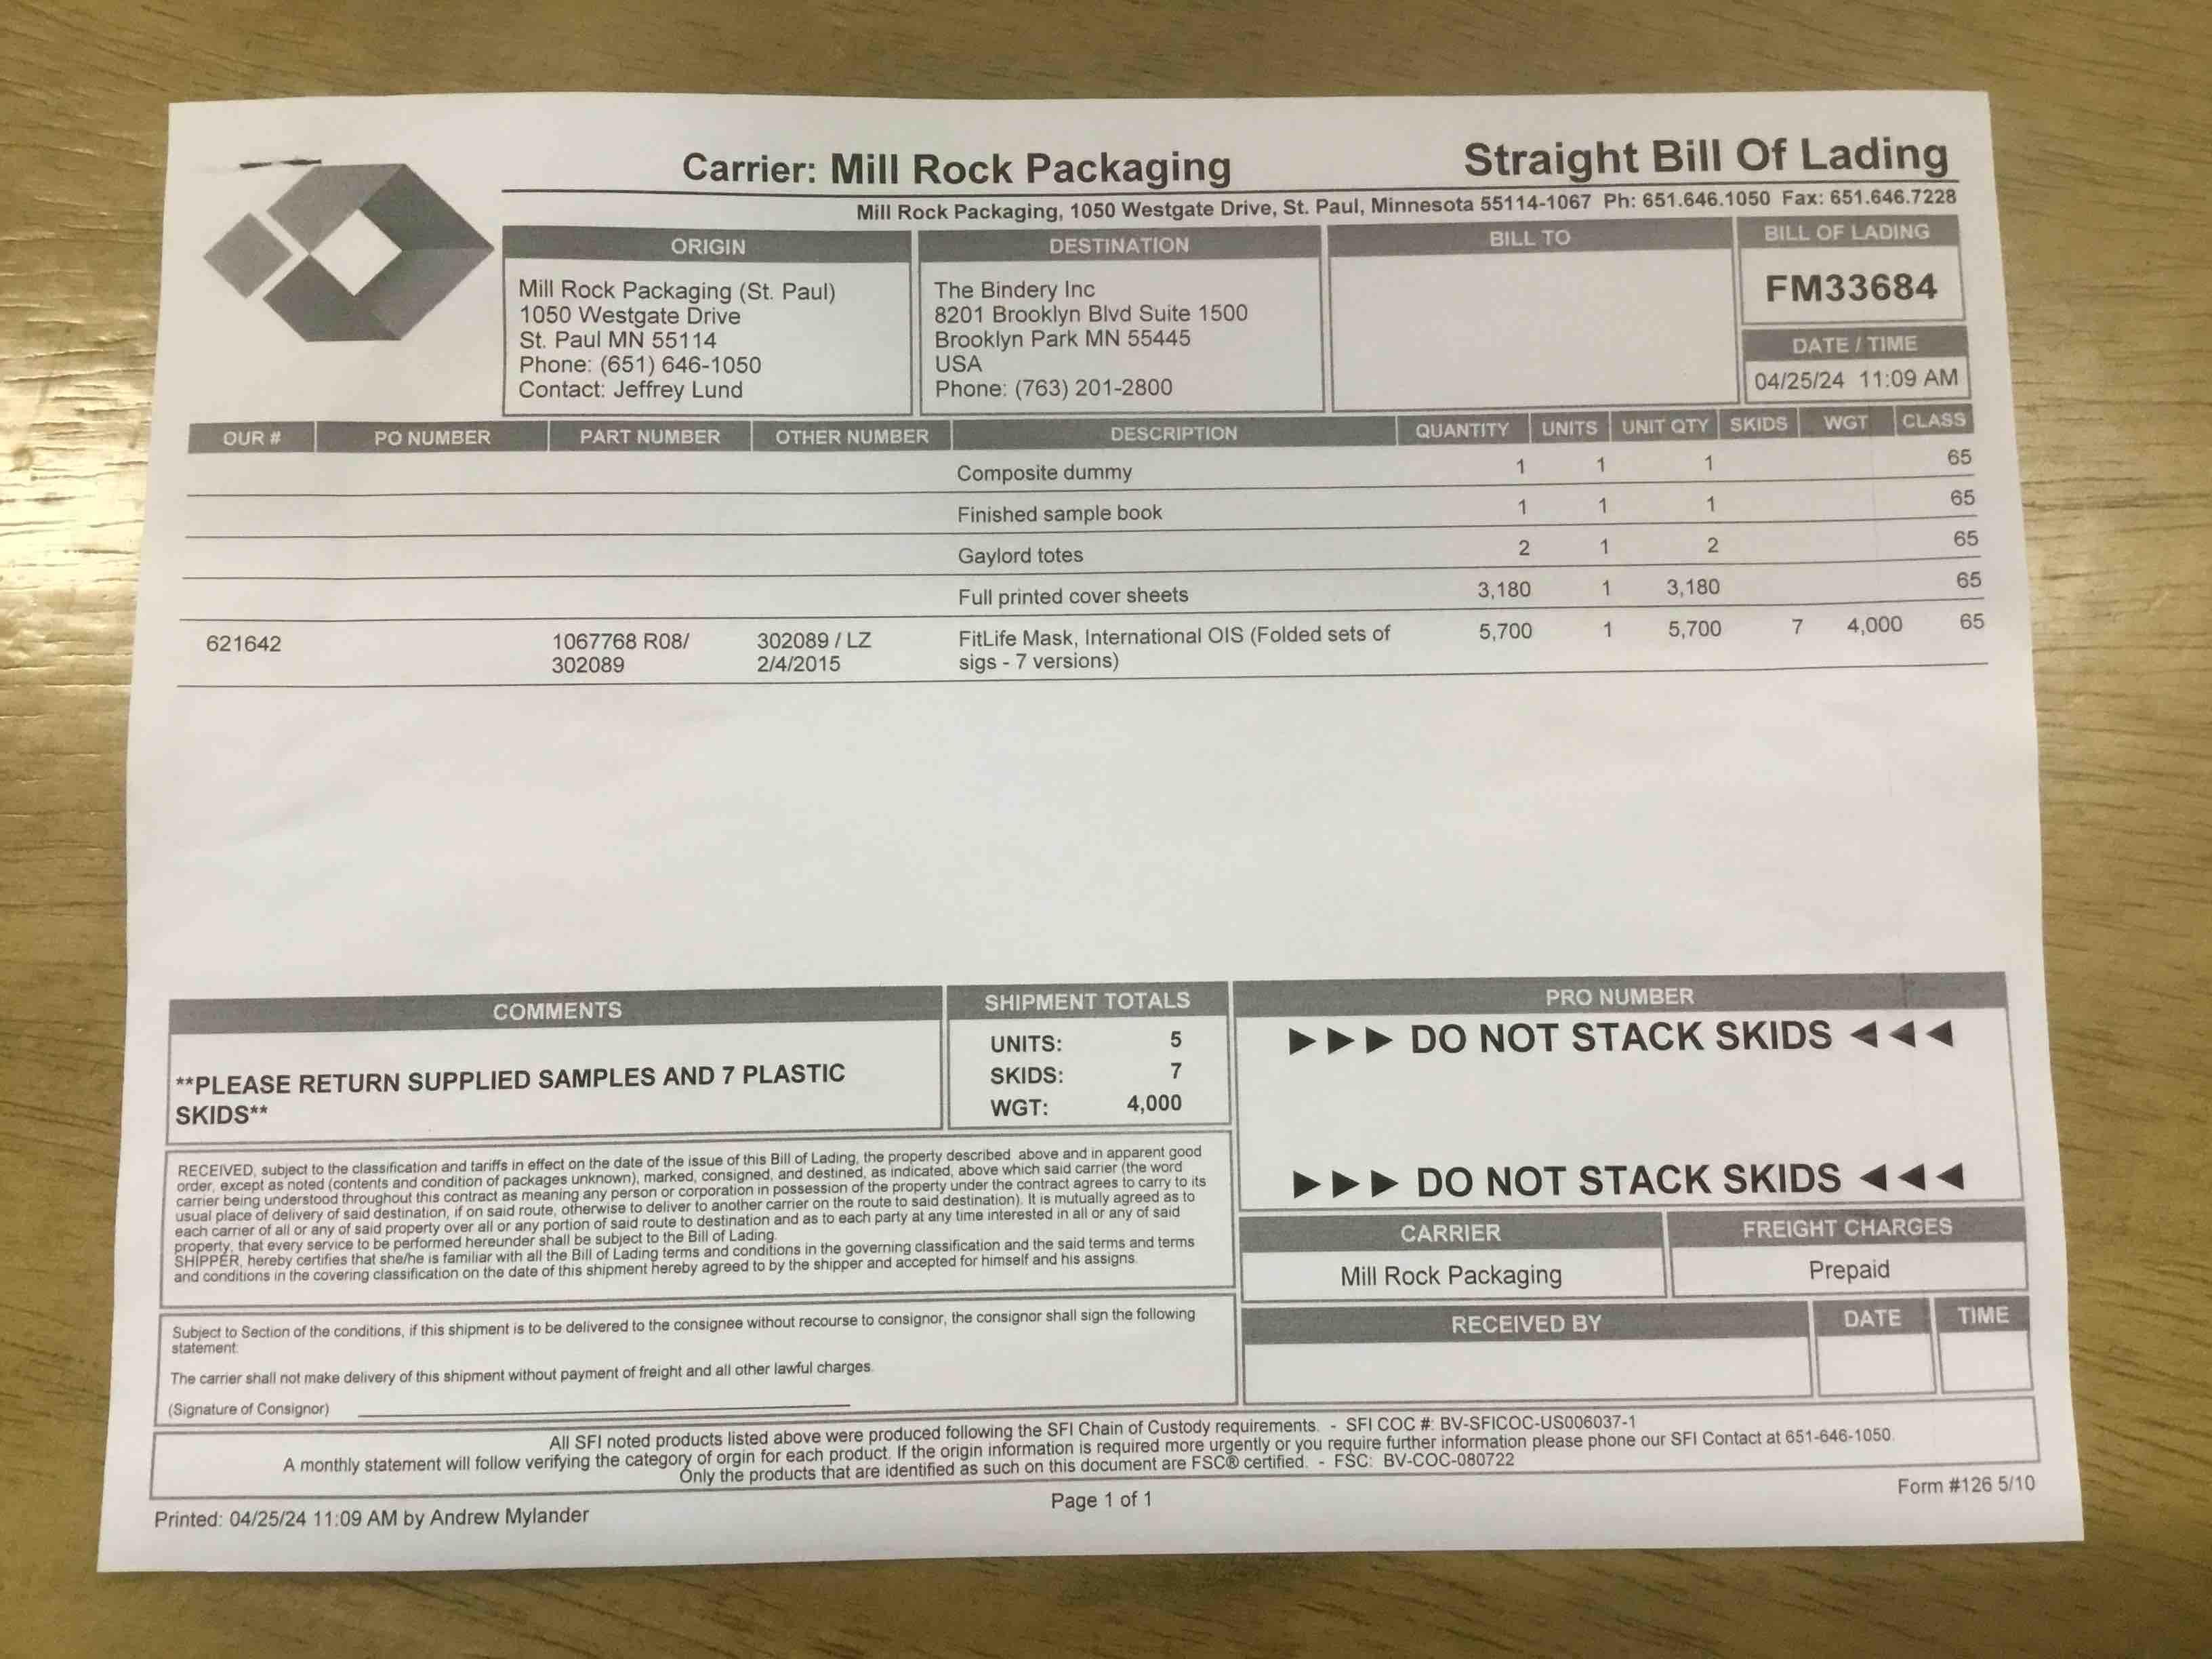 Carrier: Mill Rock Packaging
Straight Bill Of Lading
Mill Rock Packaging, 1050 Westgate Drive, St. Paul, Minnesota 55114-1067 Ph: 651.646.1050 Fax: 651.646.7228
ORIGIN
Mill Rock Packaging (St. Paul)
1050 Westgate Drive
St. Paul MN 55114
Phone: (651) 646-1050
Contact: Jeffrey Lund
DESTINATION
The Bindery Inc
8201 Brooklyn Blvd Suite 1500
Brooklyn Park MN 55445
USA
Phone: (763) 201-2800
BILL TO
BILL OF LADING
FM33684
DATE / TIME
04/25/24 11:09 AM
OUR # PO NUMBER PART NUMBER OTHER NUMBER DESCRIPTION QUANTITY UNITS UNIT QTY SKIDS WGT CLASS
Composite dummy 1 1 1 65
Finished sample book 1 1 1 65
Gaylord totes 2 1 2 65
Full printed cover sheets 3,180 1 3,180 65
621642 1067768 R08/ 302089 / LZ FitLife Mask, International OIS (Folded sets of 5,700 1 5,700 7 4,000 65
302089 2/4/2015 sigs - 7 versions)
COMMENTS
**PLEASE RETURN SUPPLIED SAMPLES AND 7 PLASTIC
SKIDS**
SHIPMENT TOTALS
UNITS: 5
SKIDS: 7
WGT: 4,000
PRO NUMBER
►►► DO NOT STACK SKIDS ◄◄◄
►►► DO NOT STACK SKIDS ◄◄◄
RECEIVED, subject to the classification and tariffs in effect on the date of the issue of this Bill of Lading, the property described above and in apparent good
order, except as noted (contents and condition of packages unknown), marked, consigned, and destined, as indicated, above which said carrier (the word
carrier being understood throughout this contract as meaning any person or corporation in possession of the property under the contract agrees to carry to its
usual place of delivery of said destination, if on said route, otherwise to deliver to another carrier on the route to said destination). It is mutually agreed as to
each carrier of all or any of said property over all or any portion of said route to destination and as to each party at any time interested in all or any of said
property, that every service to be performed hereunder shall be subject to the Bill of Lading.
SHIPPER, hereby certifies that she/he is familiar with all the Bill of Lading terms and conditions in the governing classification and the said terms and terms
and conditions in the covering classification on the date of this shipment hereby agreed to by the shipper and accepted for himself and his assigns.
CARRIER
Mill Rock Packaging
FREIGHT CHARGES
Prepaid
Subject to Section of the conditions, if this shipment is to be delivered to the consignee without recourse to consignor, the consignor shall sign the following
statement.
The carrier shall not make delivery of this shipment without payment of freight and all other lawful charges.
(Signature of Consignor)
RECEIVED BY DATE TIME
All SFI noted products listed above were produced following the SFI Chain of Custody requirements. - SFI COC #: BV-SFICOC-US006037-1
A monthly statement will follow verifying the category of orgin for each product. If the origin information is required more urgently or you require further information please phone our SFI Contact at 651-646-1050.
Only the products that are identified as such on this document are FSC® certified. - FSC: BV-COC-080722
Printed: 04/25/24 11:09 AM by Andrew Mylander
Page 1 of 1
Form #126 5/10